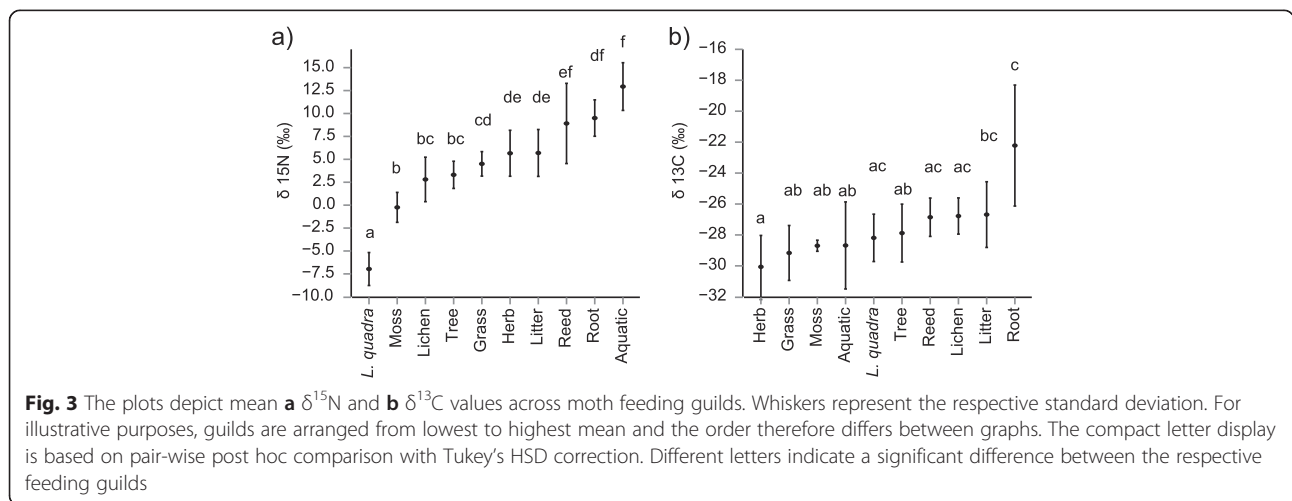 a)
15.0
12.5
10.0
7.5
5.0
2.5
0.0
−2.5
−5.0
−7.5
−10.0
δ 15N (‰)
a
b
bc
bc
cd
de
de
ef
df
f
L. quadra
Moss
Lichen
Tree
Grass
Herb
Litter
Reed
Root
Aquatic
b)
−16
−18
−20
−22
−24
−26
−28
−30
−32
δ 13C (‰)
a
ab
ab
ab
ac
ab
ac
ac
bc
c
Herb
Grass
Moss
Aquatic
L. quadra
Tree
Reed
Lichen
Litter
Root
Fig. 3 The plots depict mean a δ¹⁵N and b δ¹³C values across moth feeding guilds. Whiskers represent the respective standard deviation. For
illustrative purposes, guilds are arranged from lowest to highest mean and the order therefore differs between graphs. The compact letter display
is based on pair-wise post hoc comparison with Tukey's HSD correction. Different letters indicate a significant difference between the respective
feeding guilds